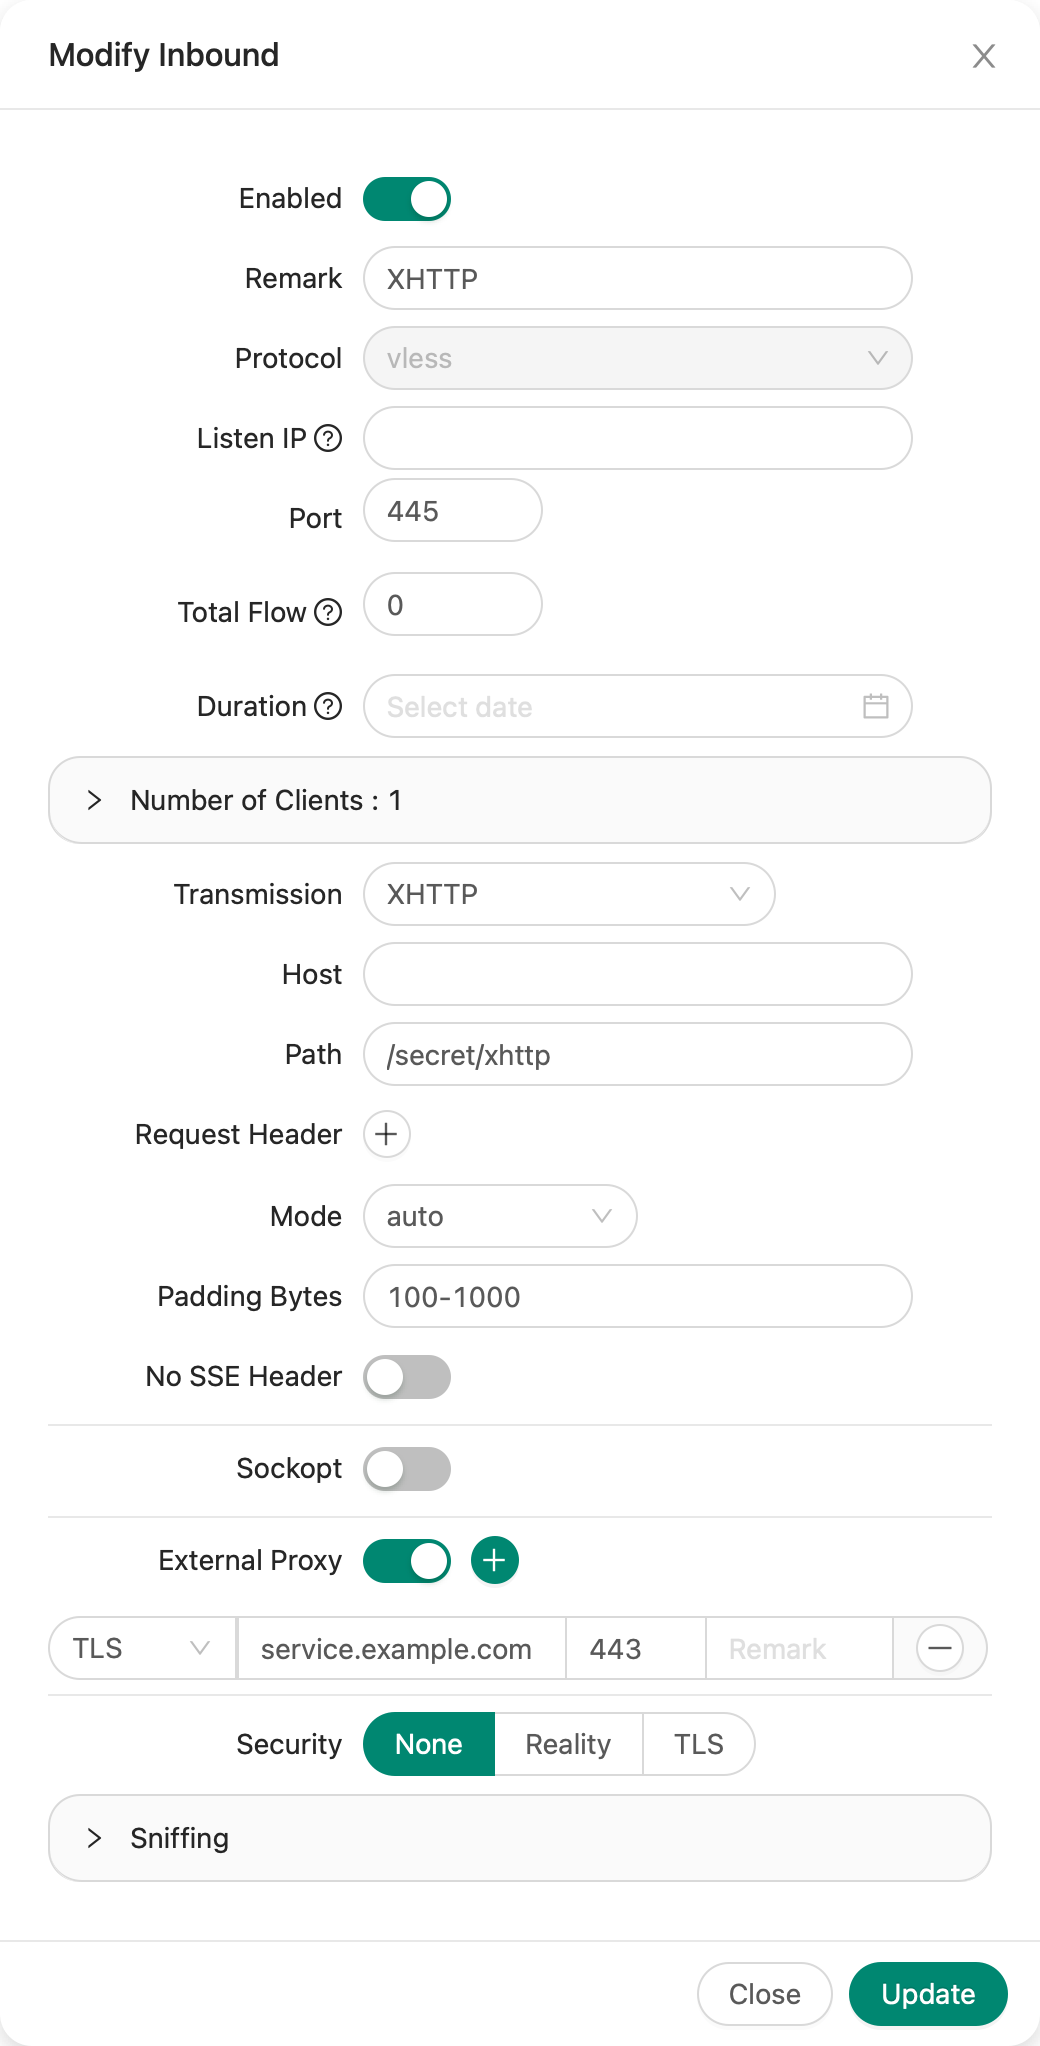 Modify Inbound
Enabled
Remark XHTTP
Protocol vless
Listen IP
Port 445
Total Flow 0
Duration Select date
Number of Clients : 1
Transmission XHTTP
Host
Path /secret/xhttp
Request Header
Mode auto
Padding Bytes 100-1000
No SSE Header
Sockopt
External Proxy
TLS service.example.com 443 Remark
Security None Reality TLS
Sniffing
Close Update